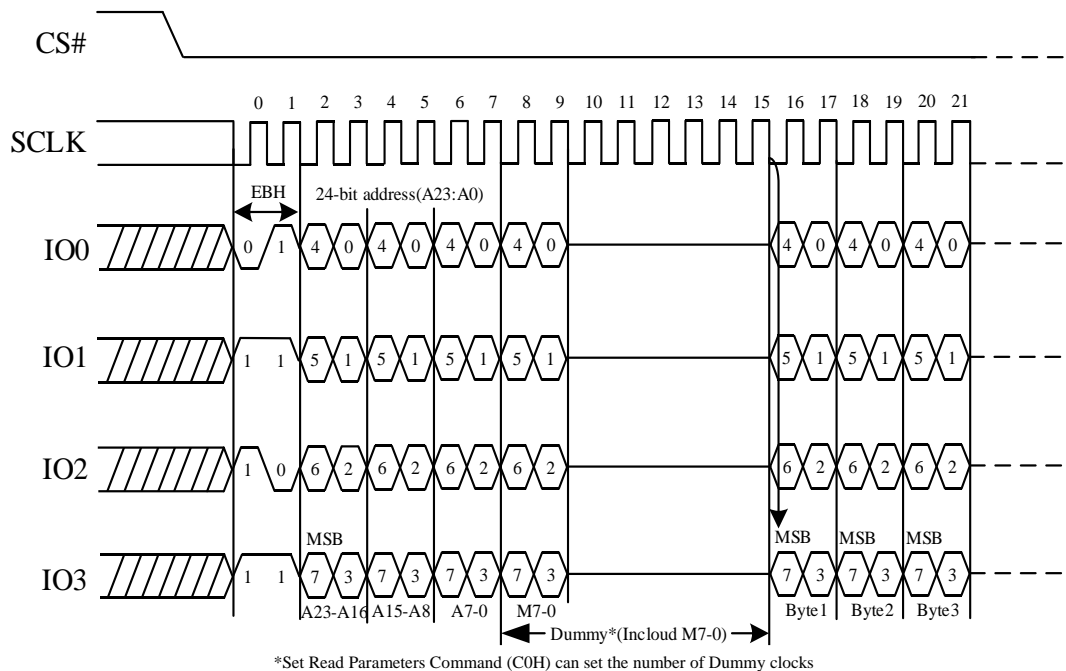 CS#
0 1 2 3 4 5 6 7 8 9 10 11 12 13 14 15 16 17 18 19 20 21
SCLK
EBH 24-bit address(A23:A0)
IO0 0 1 4 0 4 0 4 0 4 0 4 0 4 0 4 0
IO1 1 1 5 1 5 1 5 1 5 1 5 1 5 1 5 1
IO2 1 0 6 2 6 2 6 2 6 2 6 2 6 2 6 2
MSB MSB MSB MSB
IO3 1 1 7 3 7 3 7 3 7 3 7 3 7 3 7 3
A23-A16 A15-A8 A7-0 M7-0 Byte1 Byte2 Byte3
Dummy*(Incloud M7-0)
*Set Read Parameters Command (C0H) can set the number of Dummy clocks